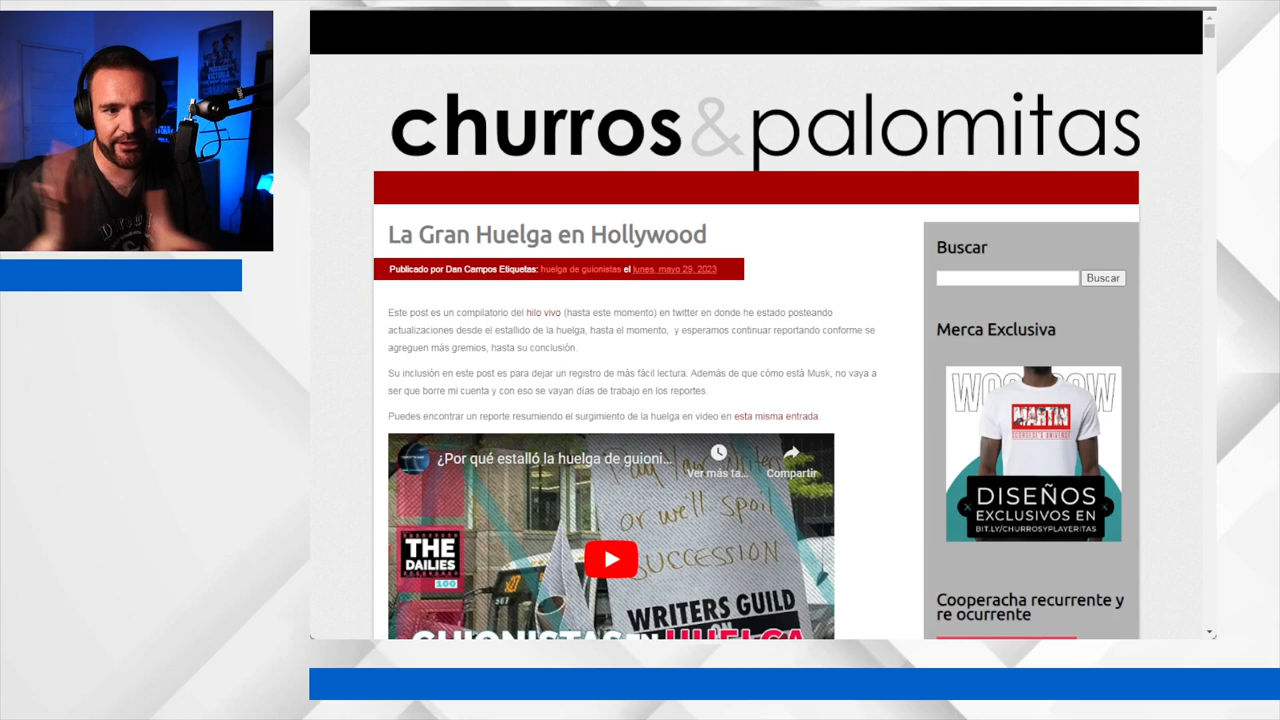 churros&palomitas
La Gran Huelga en Hollywood
Publicado por Dan Campos Etiquetas: huelga de guionistas el lunes, mayo 29, 2023
Este post es un compilatorio del hilo vivo (hasta este momento) en twitter en donde he estado posteando
actualizaciones desde el estallido de la huelga, hasta el momento, y esperamos continuar reportando conforme se
agreguen más gremios, hasta su conclusión.
Su inclusión en este post es para dejar un registro de más fácil lectura. Además de que cómo está Musk, no vaya a
ser que borre mi cuenta y con eso se vayan días de trabajo en los reportes.
Puedes encontrar un reporte resumiendo el surgimiento de la huelga en video en esta misma entrada.
¿Por qué estalló la huelga de guioni...
Ver más ta...
Compartir
or we'll spoil
SUCCESSION
THE
DAILIES
100
WRITERS GUILD
ON
GUIONISTAS EN HUELGA
Buscar
Buscar
Merca Exclusiva
MARTIN
SCORSESE'S UNIVERSE
DISEÑOS
EXCLUSIVOS EN
BIT.LY/CHURROSYPLAYERITAS
Cooperacha recurrente y
re ocurrente